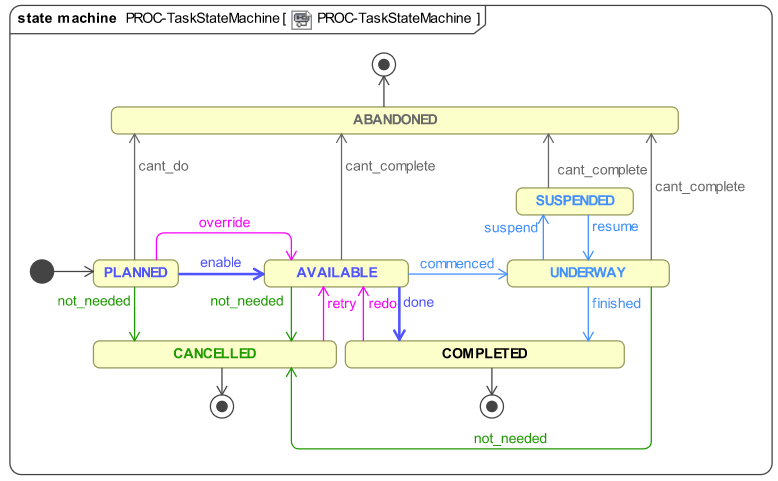 state machine PROC-TaskStateMachine [ PROC-TaskStateMachine ]
ABANDONED
cant_do
cant_complete
cant_complete
cant_complete
SUSPENDED
override
suspend
resume
enable
commenced
PLANNED
AVAILABLE
UNDERWAY
not_needed
not_needed
retry
redo
done
finished
CANCELLED
COMPLETED
not_needed